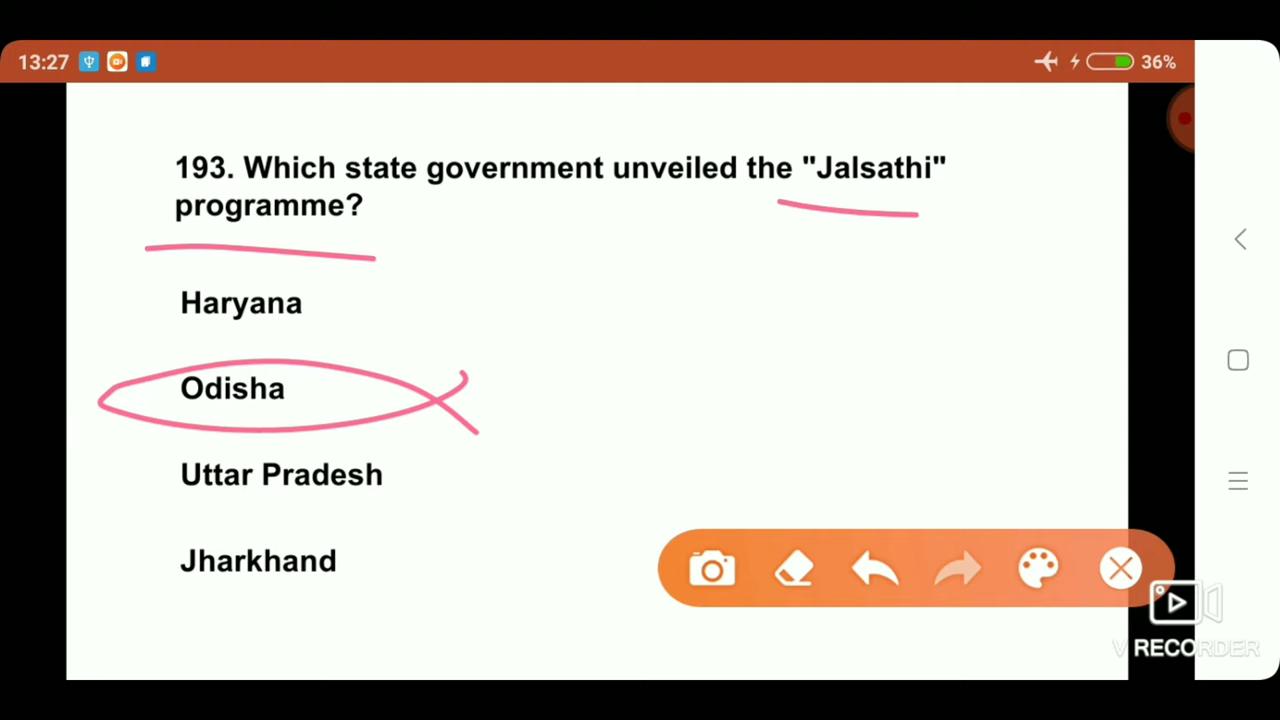 13:27 36%
193. Which state government unveiled the "Jalsathi"
programme?
Haryana
Odisha
Uttar Pradesh
Jharkhand
V RECORDER